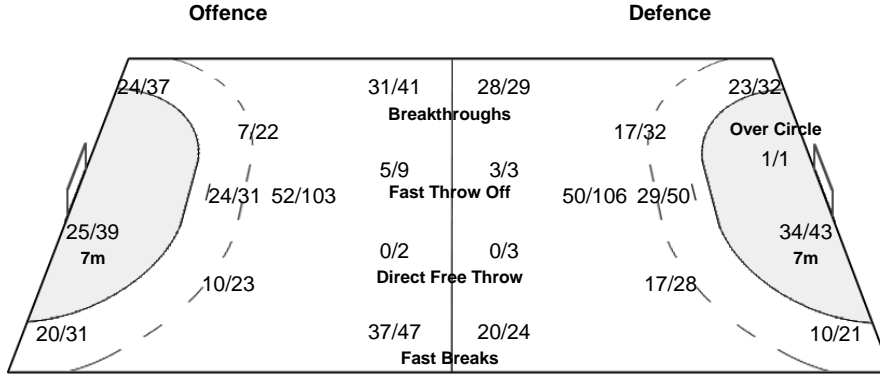 Offence Defence
24/37 31/41 28/29 23/32
Breakthroughs
7/22 17/32 Over Circle
1/1
5/9 3/3
Fast Throw Off
24/31 52/103 50/106 29/50
25/39 34/43
7m 7m
0/2 0/3
Direct Free Throw
10/23 17/28
20/31 37/47 20/24 10/21
Fast Breaks